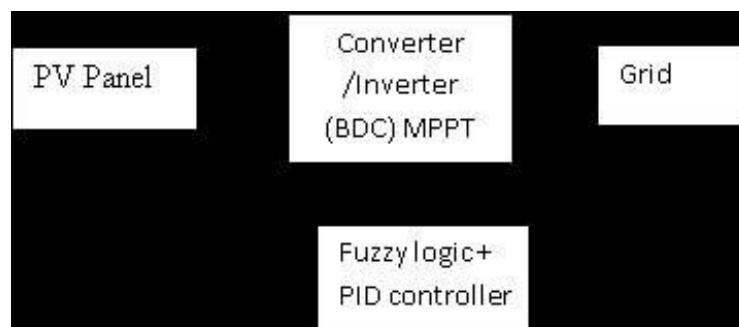 PV Panel
Converter
/Inverter
(BDC) MPPT
Grid
Fuzzy logic+
PID controller